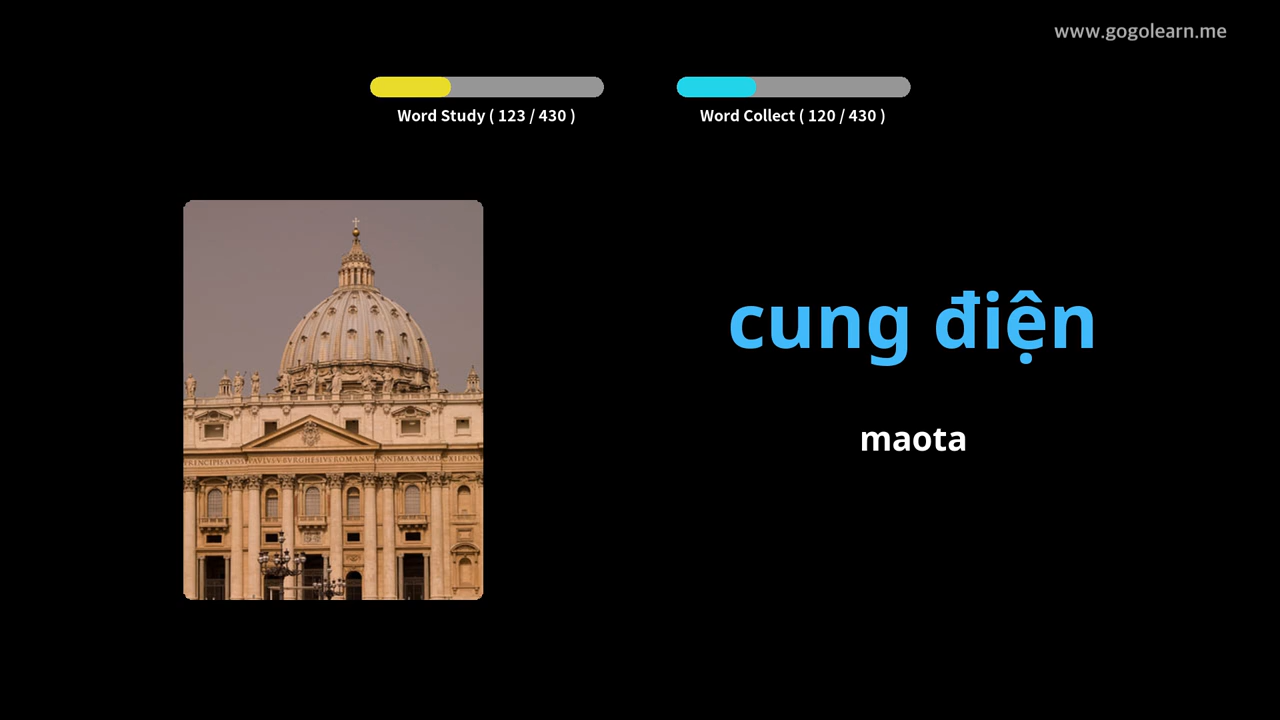 www.gogolearn.me
Word Study ( 123 / 430 )
Word Collect ( 120 / 430 )
cung điện
maota